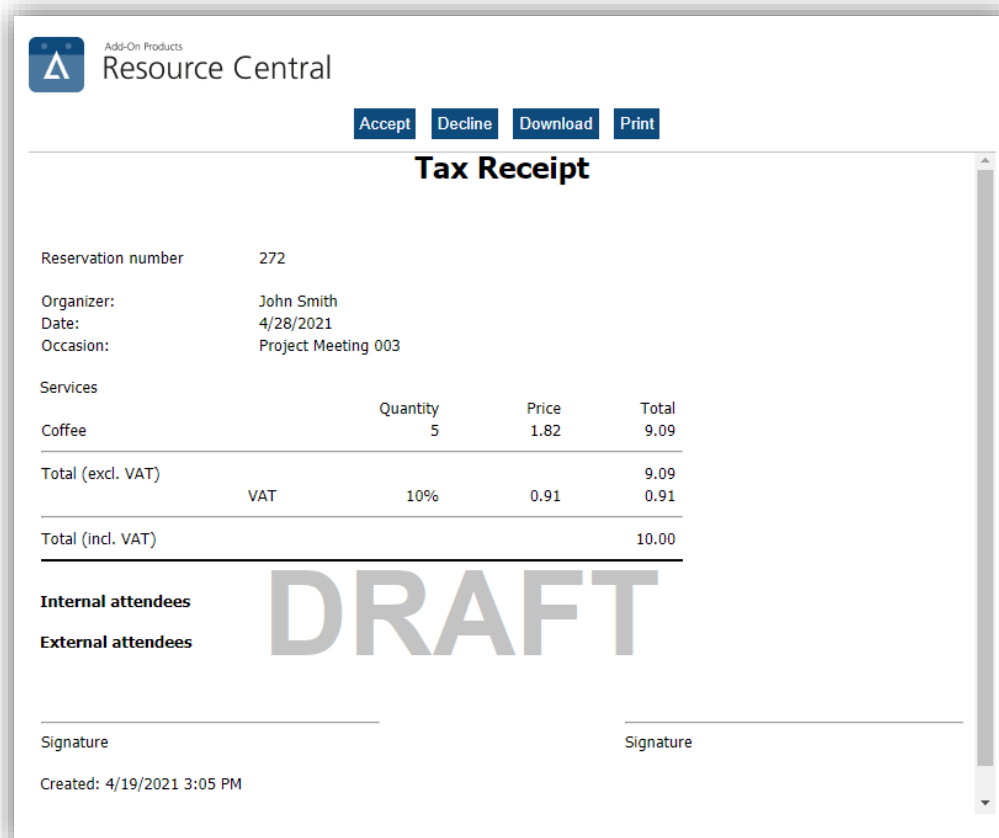 Add-On Products
Resource Central
Accept Decline Download Print
Tax Receipt
Reservation number 272
Organizer: John Smith
Date: 4/28/2021
Occasion: Project Meeting 003
Services
Quantity Price Total
Coffee 5 1.82 9.09
Total (excl. VAT) 9.09
VAT 10% 0.91 0.91
Total (incl. VAT) 10.00
DRAFT
Internal attendees
External attendees
Signature Signature
Created: 4/19/2021 3:05 PM